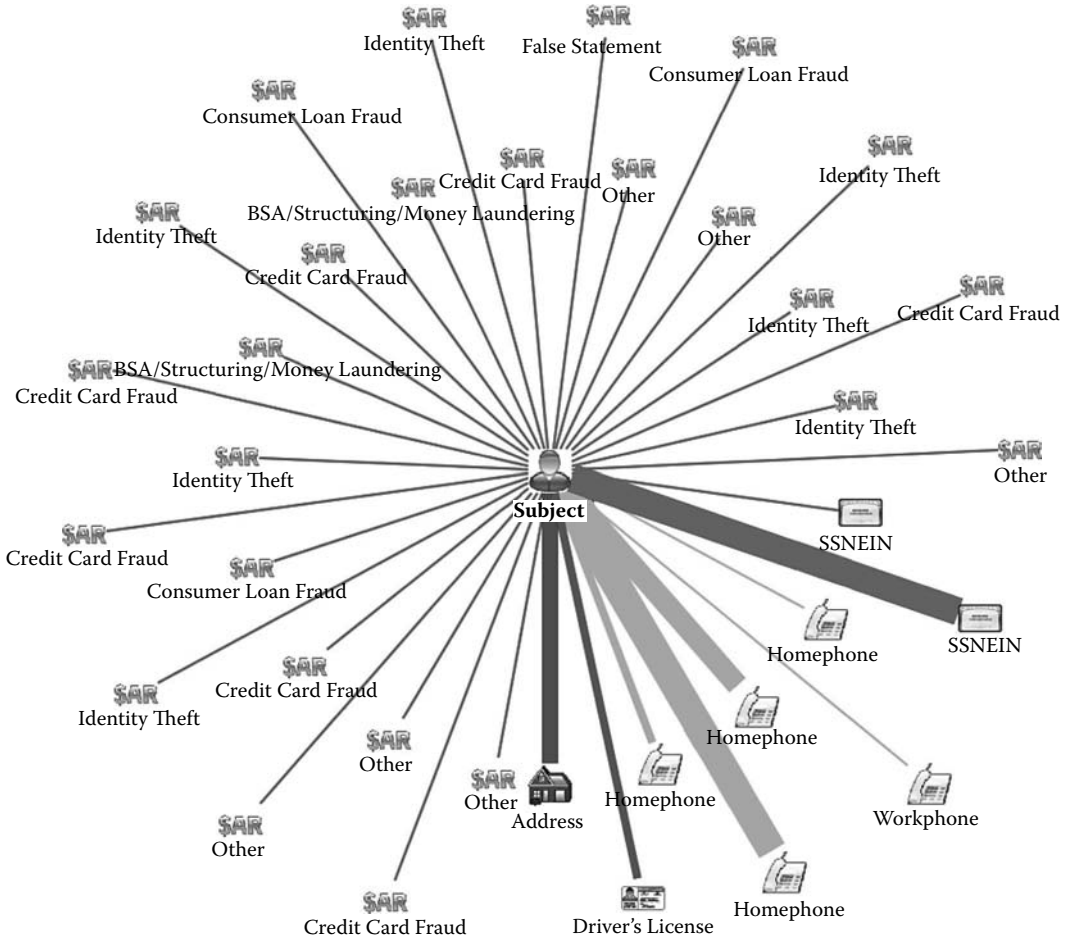 $AR
Identity Theft
$AR
False Statement
$AR
Consumer Loan Fraud
$AR
Consumer Loan Fraud
$AR
Identity Theft
$AR
Credit Card Fraud
$AR
Other
$AR
BSA/Structuring/Money Laundering
$AR
Identity Theft
$AR
Other
$AR
Credit Card Fraud
$AR
Identity Theft
$AR
Credit Card Fraud
$AR
BSA/Structuring/Money Laundering
$AR
Credit Card Fraud
$AR
Identity Theft
$AR
Identity Theft
$AR
Other
Subject
SSNEIN
$AR
Credit Card Fraud
$AR
Consumer Loan Fraud
SSNEIN
Homephone
$AR
Credit Card Fraud
$AR
Identity Theft
Homephone
$AR
Other
$AR
Other
Address
Homephone
Workphone
$AR
Other
Homephone
$AR
Credit Card Fraud
Driver's License